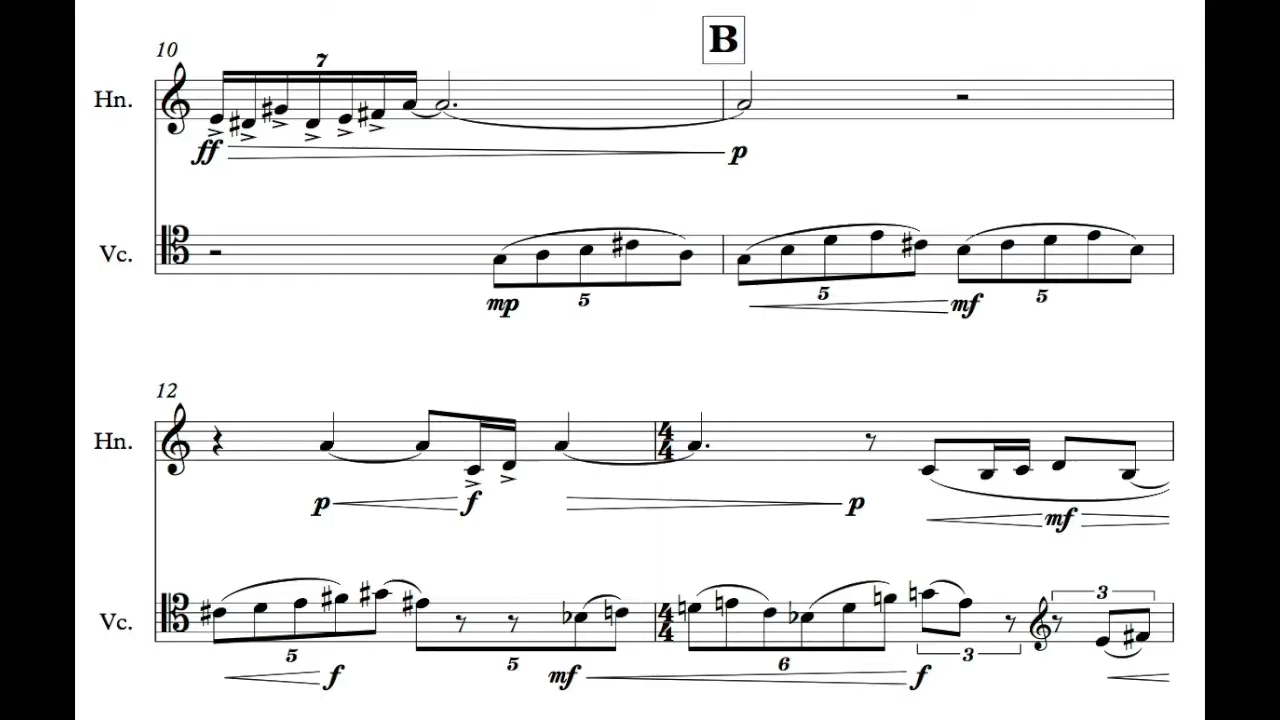 B
10
7
Hn.
ff p
Vc.
mp 5 5 mf 5
12
Hn.
4
4
p f p mf
Vc.
4
4
3
5 5 6 3
f mf f